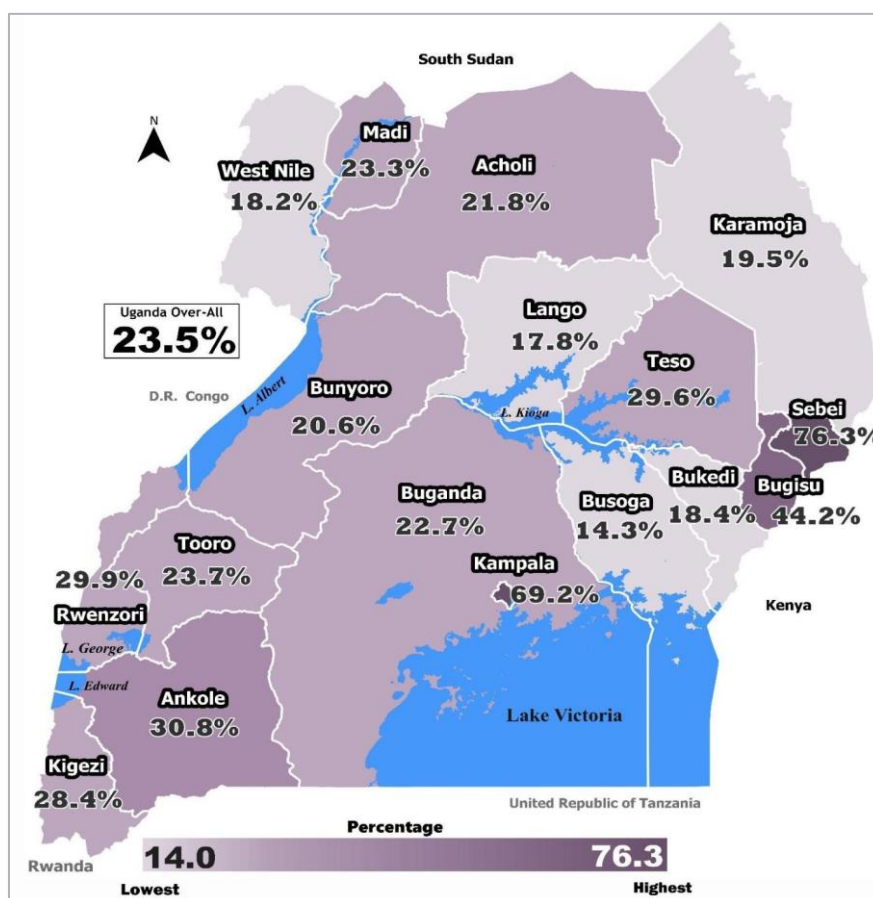 South Sudan
N
Madi
23.3%
West Nile
18.2%
Acholi
21.8%
Karamoja
19.5%
Uganda Over-All
23.5%
Lango
17.8%
Teso
29.6%
D.R. Congo
L. Albert
Bunyoro
20.6%
L. Kioga
Sebei
76.3%
Buganda
22.7%
Busoga
14.3%
Bukedi
18.4%
Bugisu
44.2%
Tooro
23.7%
Kampala
69.2%
29.9%
Rwenzori
L. George
Kenya
L. Edward
Ankole
30.8%
Lake Victoria
Kigezi
28.4%
United Republic of Tanzania
Rwanda
Percentage
14.0
76.3
Lowest
Highest